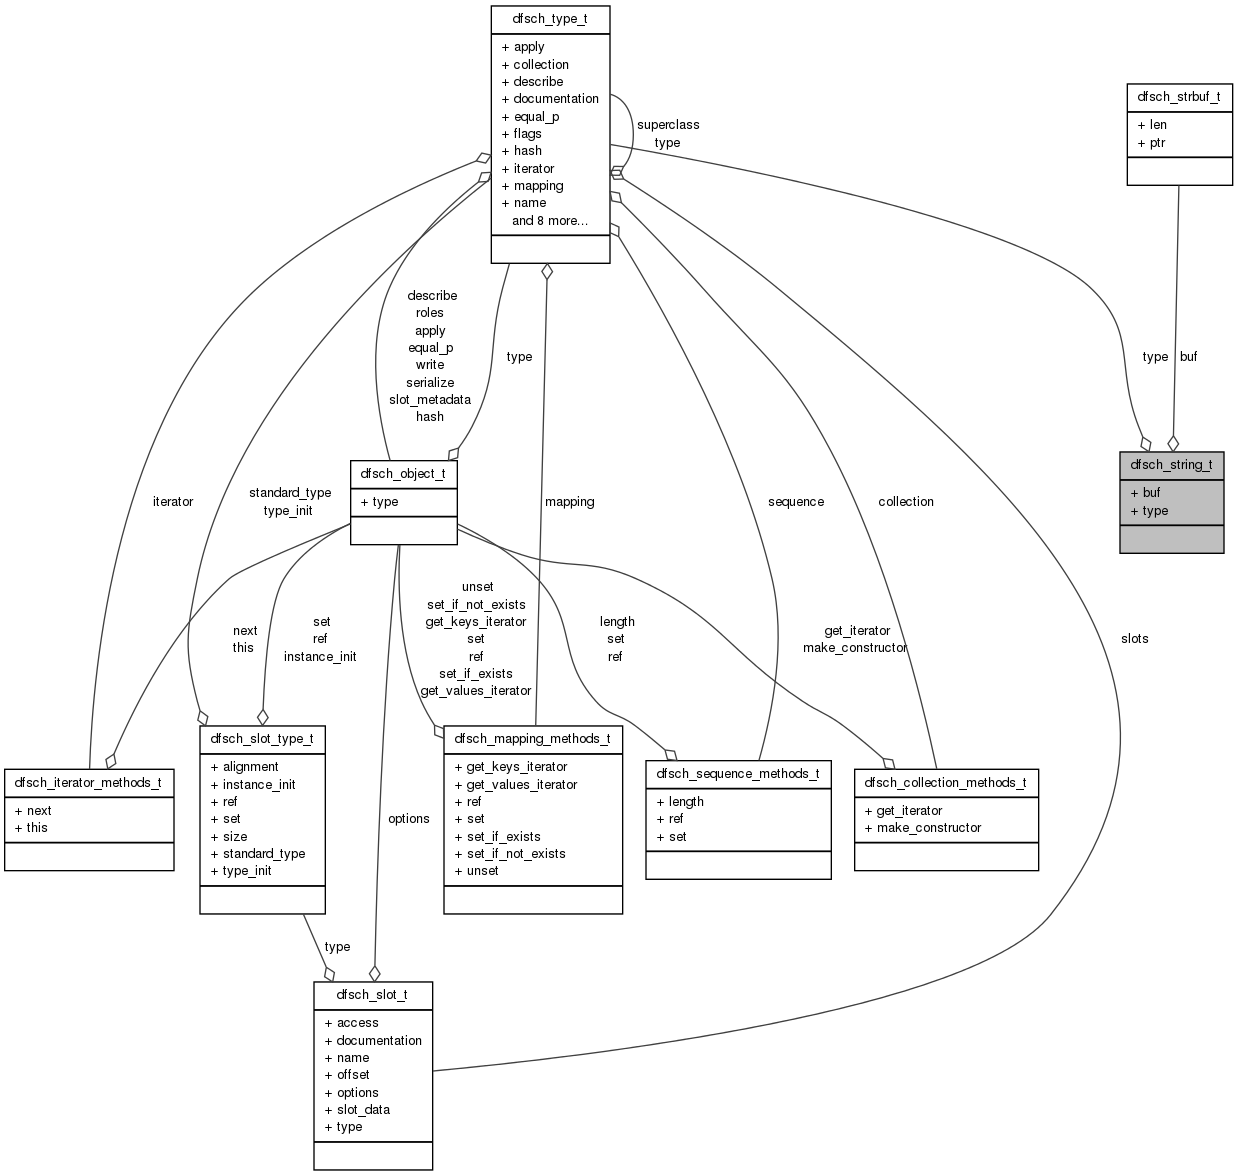 dfsch_type_t
+ apply
+ collection
+ describe
+ documentation
+ equal_p
+ flags
+ hash
+ iterator
+ mapping
+ name
and 8 more...
superclass
type
dfsch_strbuf_t
+ len
+ ptr
describe
roles
apply
equal_p
write
serialize
slot_metadata
hash
type
type
buf
dfsch_string_t
+ buf
+ type
dfsch_object_t
+ type
iterator
standard_type
type_init
mapping
sequence
collection
next
this
set
ref
instance_init
unset
set_if_not_exists
get_keys_iterator
set
ref
set_if_exists
get_values_iterator
length
set
ref
get_iterator
make_constructor
slots
dfsch_iterator_methods_t
+ next
+ this
dfsch_slot_type_t
+ alignment
+ instance_init
+ ref
+ set
+ size
+ standard_type
+ type_init
options
dfsch_mapping_methods_t
+ get_keys_iterator
+ get_values_iterator
+ ref
+ set
+ set_if_exists
+ set_if_not_exists
+ unset
dfsch_sequence_methods_t
+ length
+ ref
+ set
dfsch_collection_methods_t
+ get_iterator
+ make_constructor
type
dfsch_slot_t
+ access
+ documentation
+ name
+ offset
+ options
+ slot_data
+ type